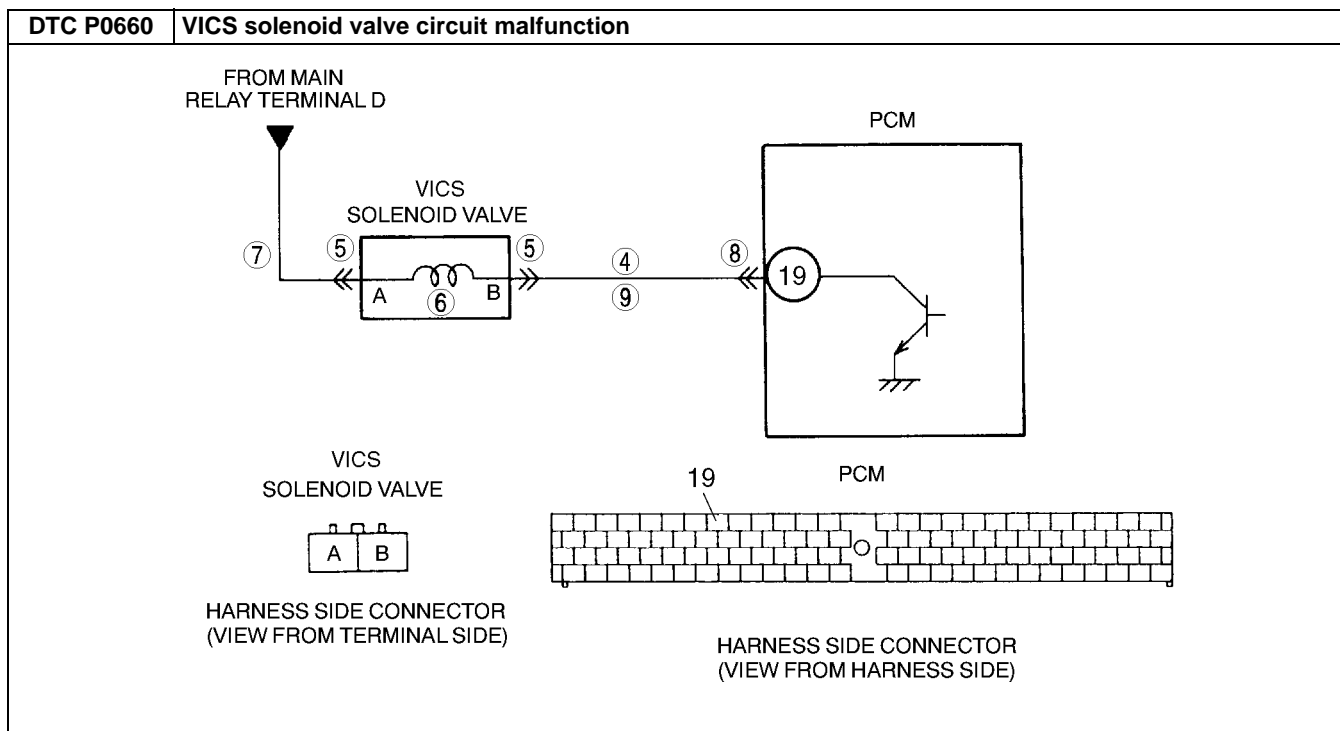 DTC P0660 VICS solenoid valve circuit malfunction
FROM MAIN
RELAY TERMINAL D
PCM
VICS
SOLENOID VALVE
⑦ ⑤ ⑤ ④ ⑧ 19
A ⑥ B ⑨
VICS
SOLENOID VALVE
19 PCM
A B
HARNESS SIDE CONNECTOR
(VIEW FROM TERMINAL SIDE)
HARNESS SIDE CONNECTOR
(VIEW FROM HARNESS SIDE)